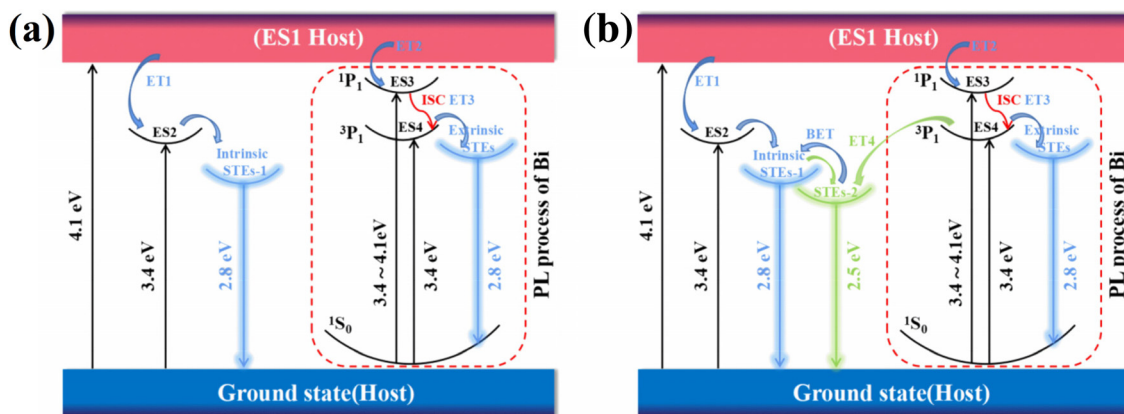 (a)
(ES1 Host)
ET2
ET1
¹P₁
ES3
ISC ET3
ES2
³P₁
ES4
Extrinsic
STEs
Intrinsic
STEs-1
4.1 eV
3.4 eV
2.8 eV
3.4~4.1eV
3.4 eV
2.8 eV
PL process of Bi
¹S₀
Ground state(Host)
(b)
(ES1 Host)
ET2
ET1
¹P₁
ES3
ISC ET3
ES2
BET
ET4
³P₁
ES4
Extrinsic
STEs
Intrinsic
STEs-1
STEs-2
4.1 eV
3.4 eV
2.8 eV
2.5 eV
3.4~4.1eV
3.4 eV
2.8 eV
PL process of Bi
¹S₀
Ground state(Host)